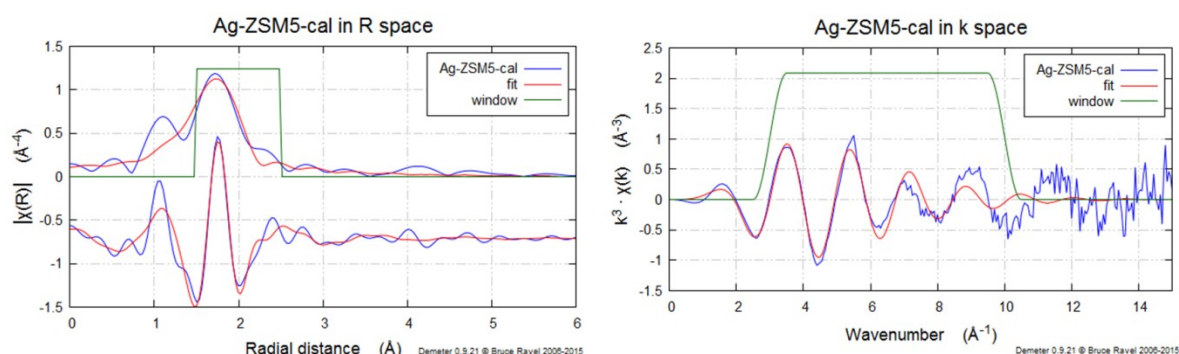 Ag-ZSM5-cal in R space
Ag-ZSM5-cal
fit
window
|χ(R)| (Å⁻⁴)
1.5
1
0.5
0
-0.5
-1
-1.5
0 1 2 3 4 5 6
Radial distance (Å)
Demeter 0.9.21 © Bruce Ravel 2006-2015
Ag-ZSM5-cal in k space
Ag-ZSM5-cal
fit
window
k³ · χ(k) (Å⁻³)
2.5
2
1.5
1
0.5
0
-0.5
-1
-1.5
0 2 4 6 8 10 12 14
Wavenumber (Å⁻¹)
Demeter 0.9.21 © Bruce Ravel 2006-2015